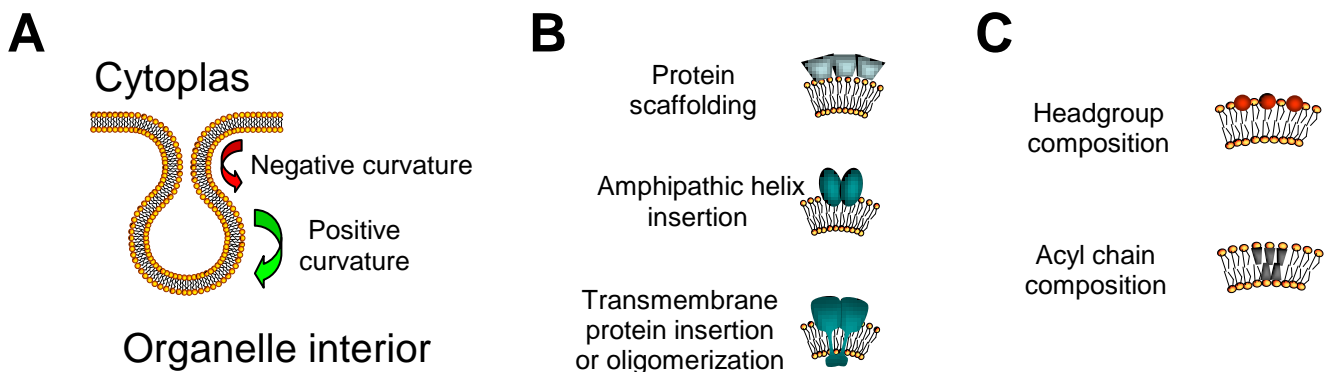 A
Cytoplas
Negative curvature
Positive
curvature
Organelle interior
B
Protein
scaffolding
Amphipathic helix
insertion
Transmembrane
protein insertion
or oligomerization
C
Headgroup
composition
Acyl chain
composition